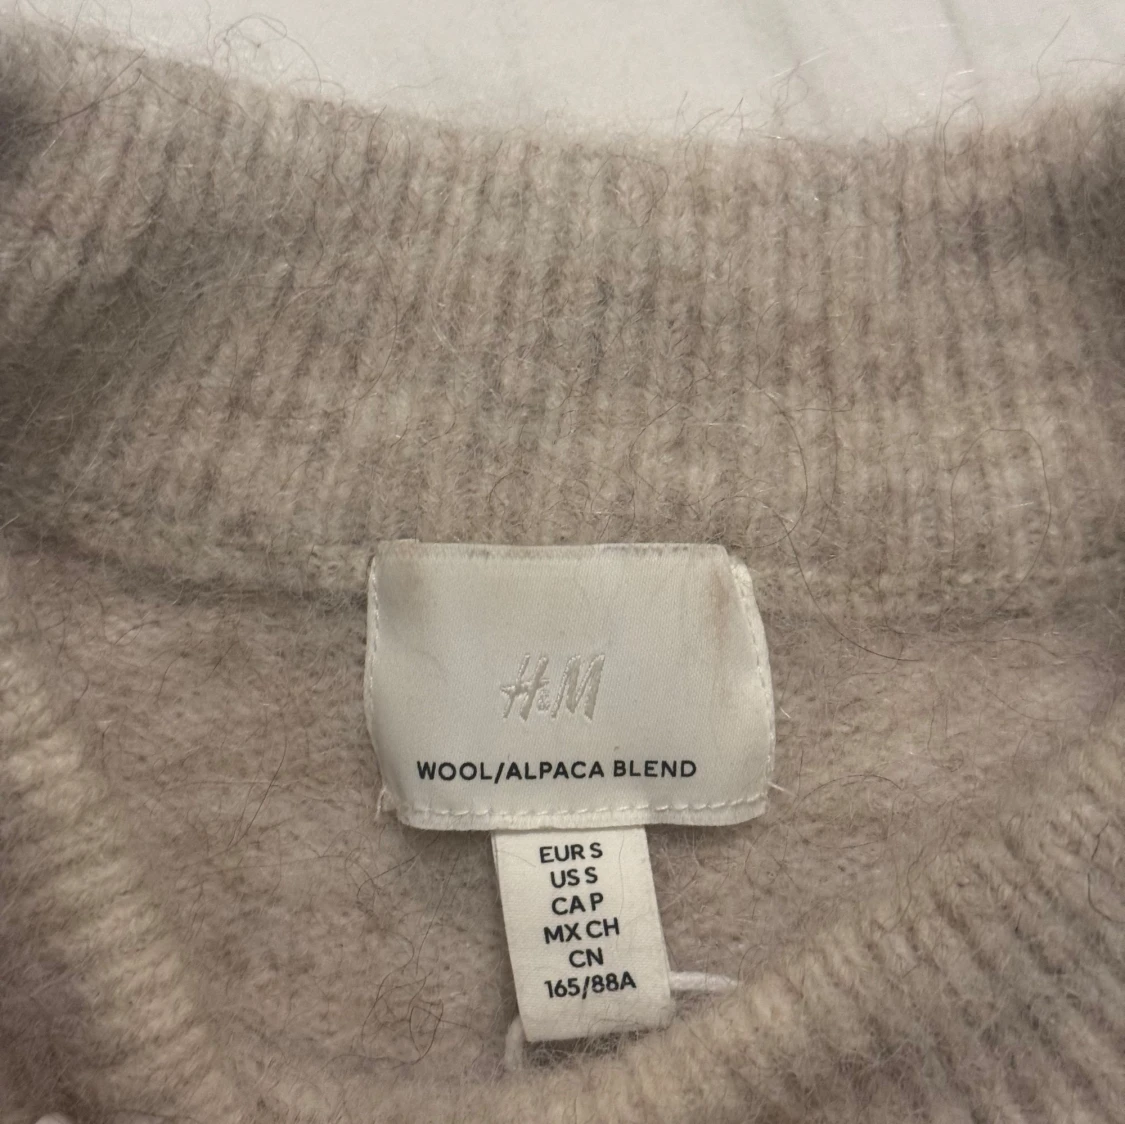 H&M
WOOL/ALPACA BLEND
EUR S
US S
CA P
MX CH
CN
165/88A